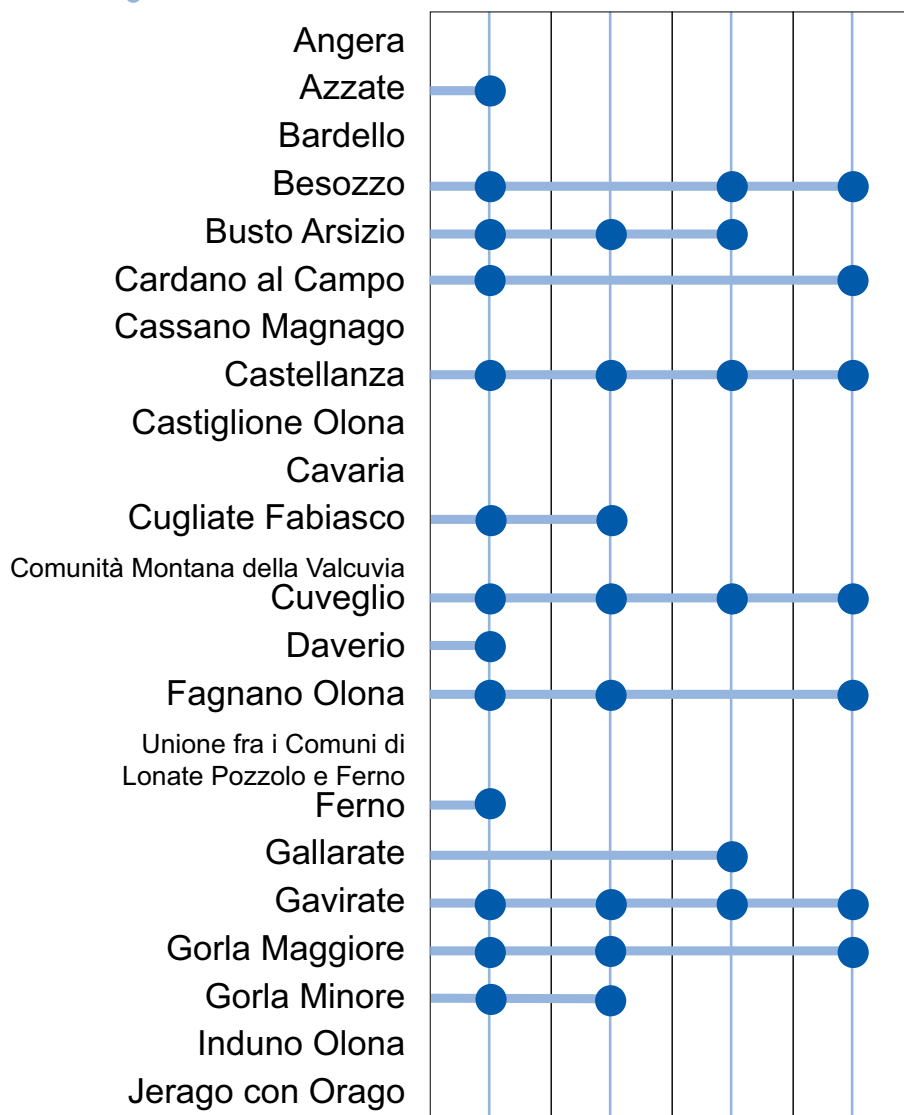 Angera
Azzate
Bardello
Besozzo
Busto Arsizio
Cardano al Campo
Cassano Magnago
Castellanza
Castiglione Olona
Cavaria
Cugliate Fabiasco
Comunità Montana della Valcuvia
Cuveglio
Daverio
Fagnano Olona
Unione fra i Comuni di
Lonate Pozzolo e Ferno
Ferno
Gallarate
Gavirate
Gorla Maggiore
Gorla Minore
Induno Olona
Jerago con Orago